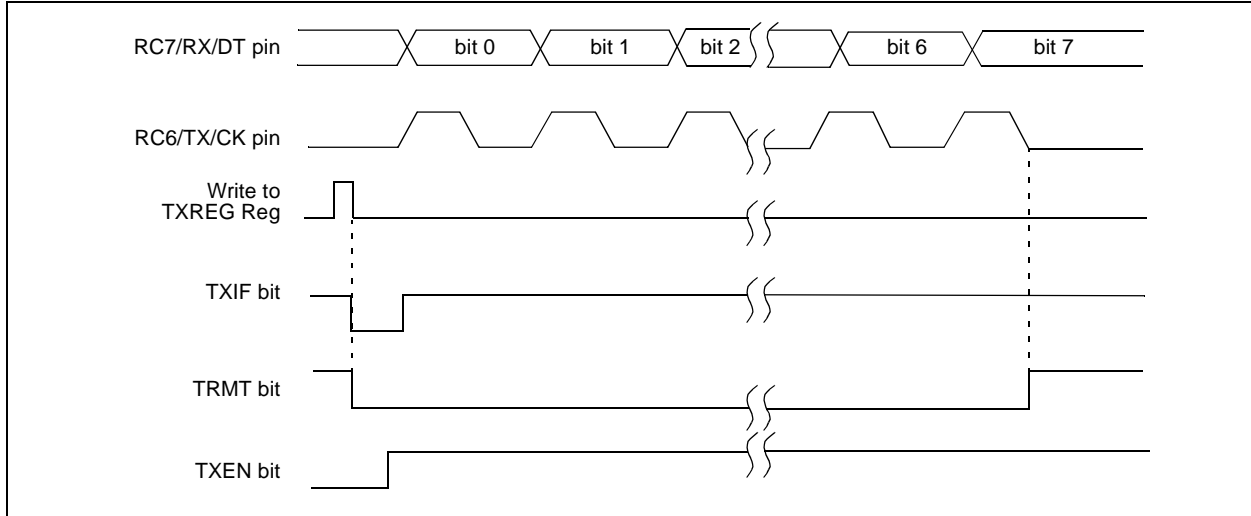 RC7/RX/DT pin
bit 0
bit 1
bit 2
bit 6
bit 7
RC6/TX/CK pin
Write to
TXREG Reg
TXIF bit
TRMT bit
TXEN bit